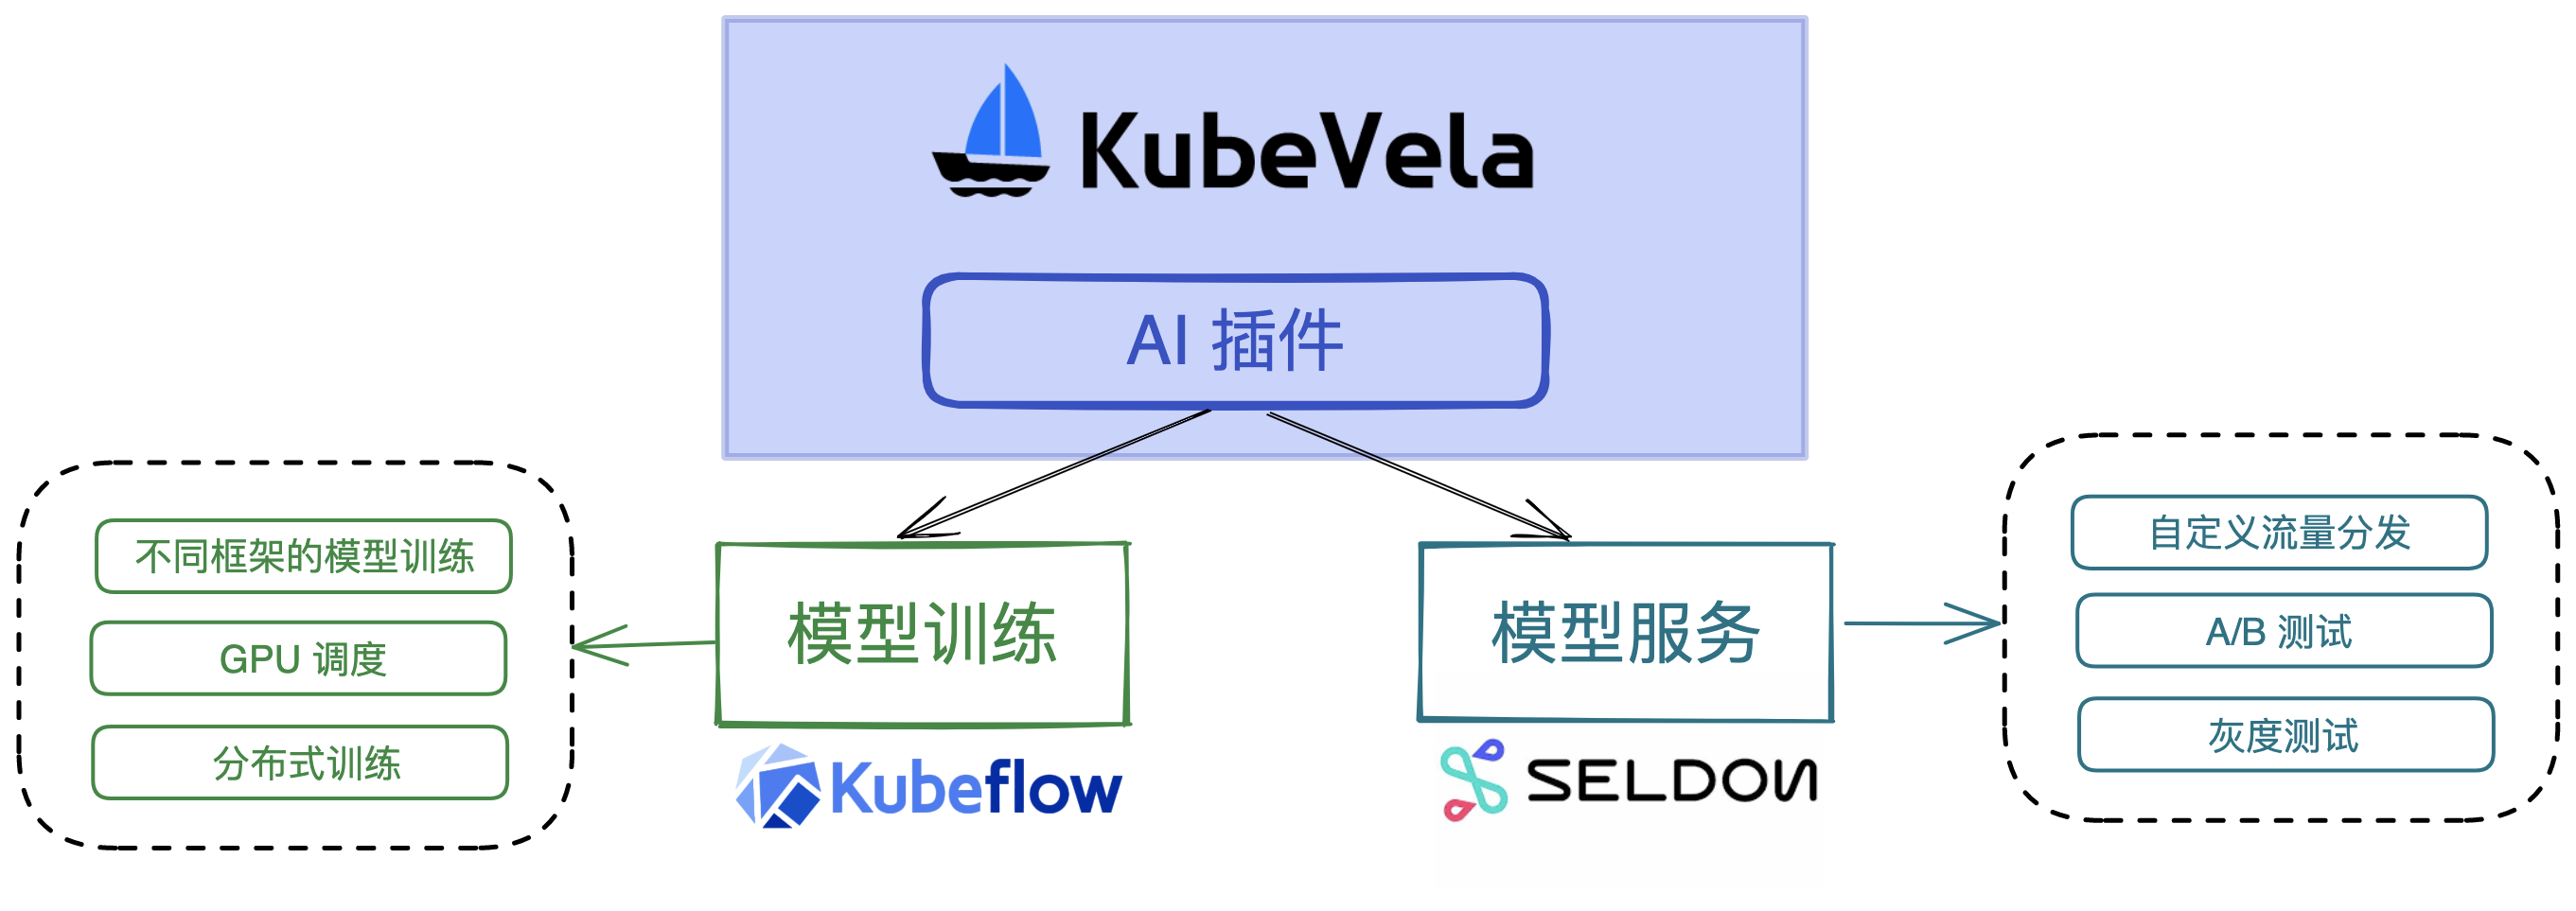 KubeVela
AI 插件
不同框架的模型训练
GPU 调度
分布式训练
模型训练
Kubeflow
模型服务
SELDON
自定义流量分发
A/B 测试
灰度测试